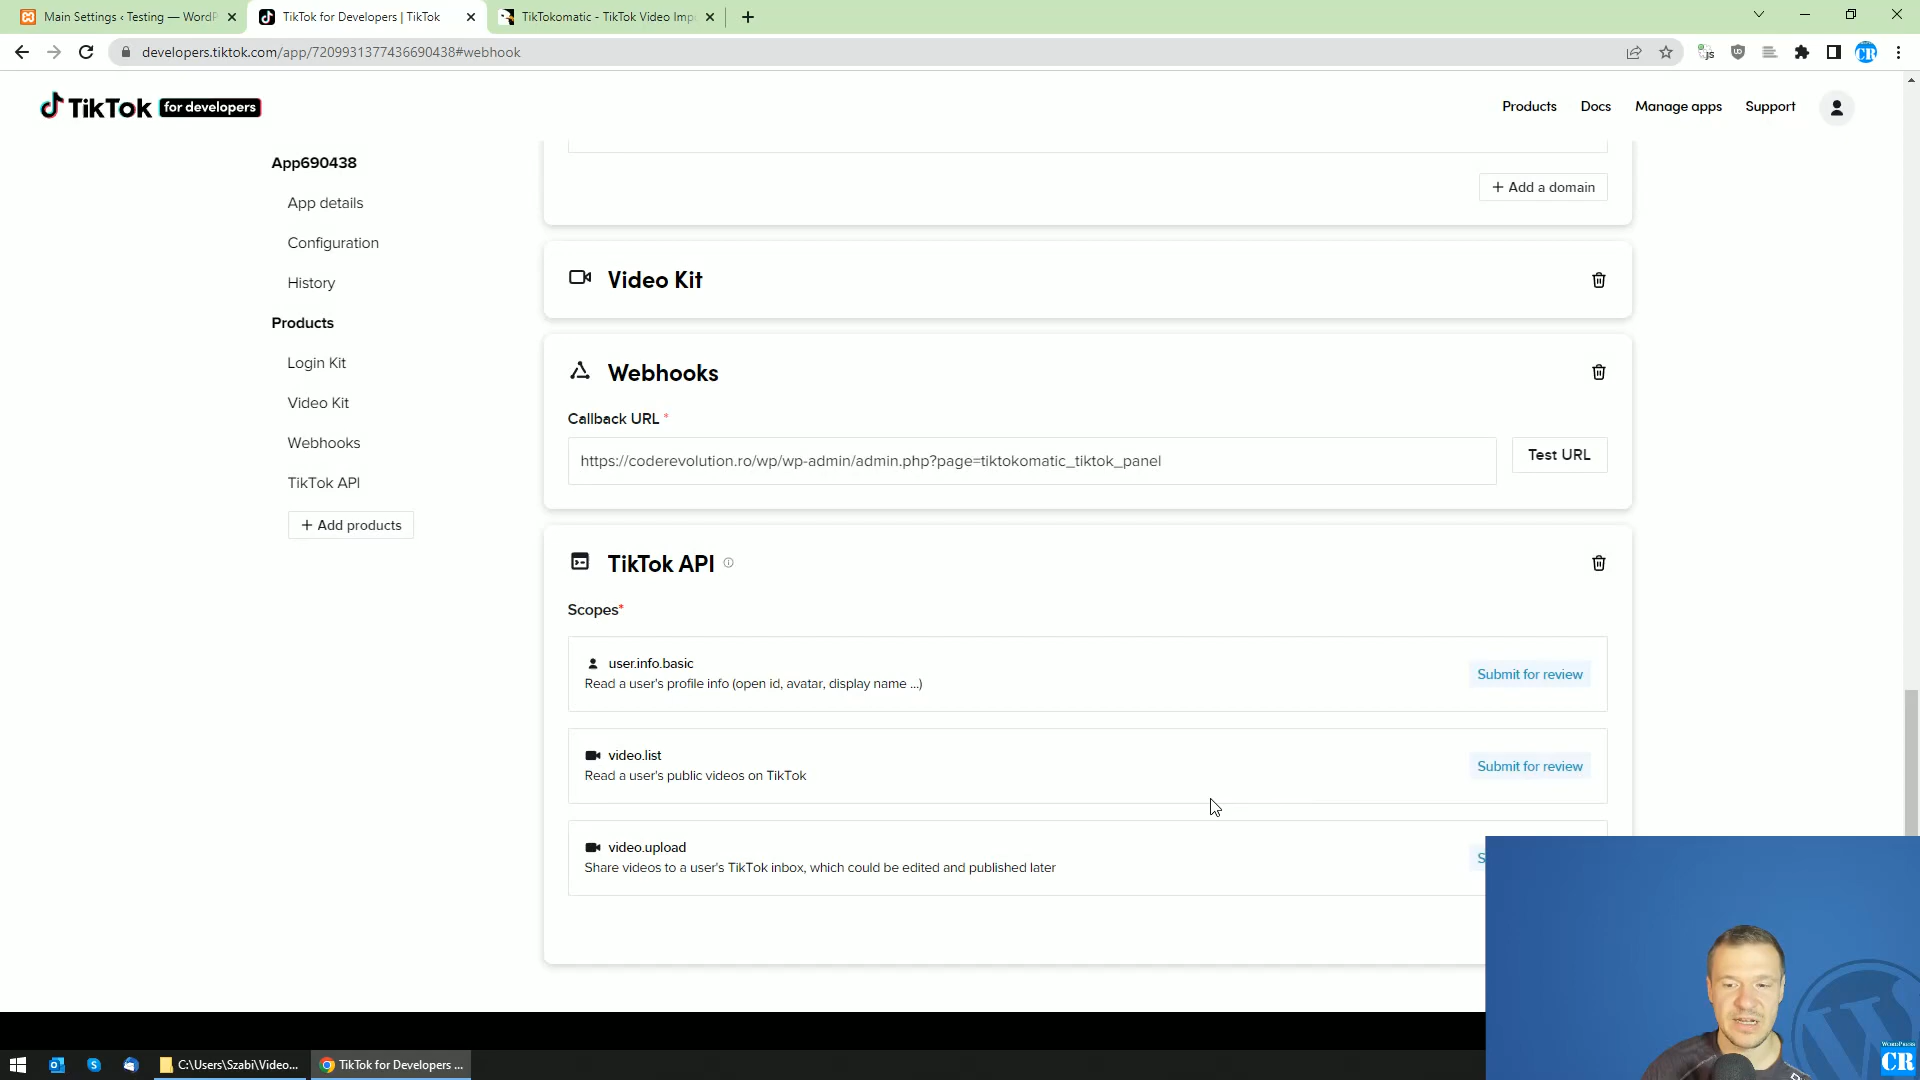 Main Settings ‹ Testing — WordP
TikTok for Developers | TikTok
TikTokomatic - TikTok Video Imp
developers.tiktok.com/app/7209931377436690438#webhook
TikTok for developers
Products
Docs
Manage apps
Support
App690438
App details
Configuration
History
Products
Login Kit
Video Kit
Webhooks
TikTok API
+ Add products
+ Add a domain
Video Kit
Webhooks
Callback URL *
https://coderevolution.ro/wp/wp-admin/admin.php?page=tiktokomatic_tiktok_panel
Test URL
TikTok API
Scopes*
user.info.basic
Read a user's profile info (open id, avatar, display name ...)
Submit for review
video.list
Read a user's public videos on TikTok
Submit for review
video.upload
Share videos to a user's TikTok inbox, which could be edited and published later
S
WORDPRESS
CR
C:\Users\Szabi\Video...
TikTok for Developers ...